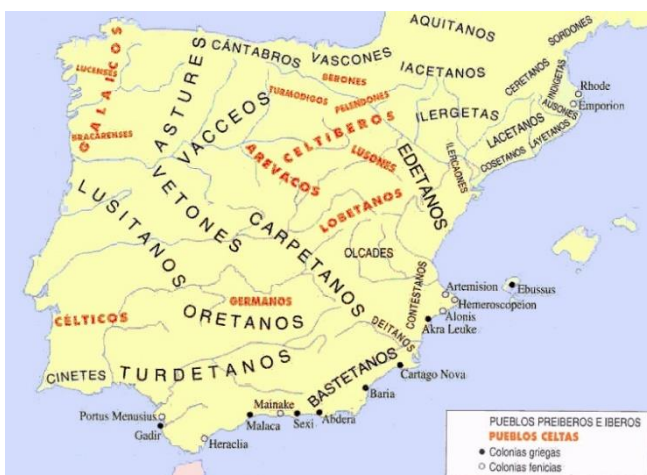 AQUITANOS
SORDONES
GALAICOS
LUCENSES
BRACARENSES
ASTURES
CÁNTABROS
VASCONES
BERONES
IACETANOS
CERETANOS
INDIGETAS
Rhode
Emporion
AUSONES
TURMODIGOS
PELENDONES
VACCEOS
CELTIBEROS
AREVACOS
LUSONES
ILERGETAS
LACETANOS
LAYETANOS
COSETANOS
ILERCAONES
EDETANOS
LOBETANOS
LUSITANOS
VETONES
CARPETANOS
OLCADES
CONTESTANOS
Artemision
Ebussus
Hemeroscopeion
Alonis
Akra Leuke
GERMANOS
CÉLTICOS
ORETANOS
DEITANOS
CINETES
TURDETANOS
BASTETANOS
Cartago Nova
Baria
Portus Menusius
Gadir
Mainake
Malaca
Sexi
Abdera
Heraclia
PUEBLOS PREIBEROS E IBEROS
PUEBLOS CELTAS
Colonias griegas
Colonias fenicias